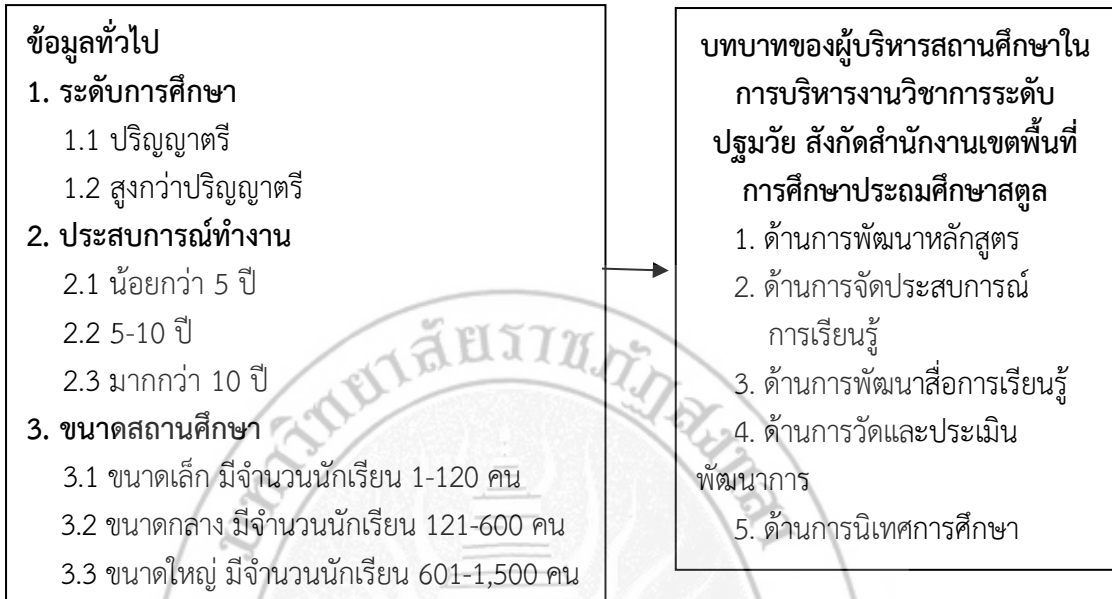 ข้อมูลทั่วไป
1. ระดับการศึกษา
1.1 ปริญญาตรี
1.2 สูงกว่าปริญญาตรี
2. ประสบการณ์ทำงาน
2.1 น้อยกว่า 5 ปี
2.2 5-10 ปี
2.3 มากกว่า 10 ปี
3. ขนาดสถานศึกษา
3.1 ขนาดเล็ก มีจำนวนนักเรียน 1-120 คน
3.2 ขนาดกลาง มีจำนวนนักเรียน 121-600 คน
3.3 ขนาดใหญ่ มีจำนวนนักเรียน 601-1,500 คน
บทบาทของผู้บริหารสถานศึกษาใน
การบริหารงานวิชาการระดับ
ปฐมวัย สังกัดสำนักงานเขตพื้นที่
การศึกษาประถมศึกษาสตูล
1. ด้านการพัฒนาหลักสูตร
2. ด้านการจัดประสบการณ์
การเรียนรู้
3. ด้านการพัฒนาสื่อการเรียนรู้
4. ด้านการวัดและประเมิน
พัฒนาการ
5. ด้านการนิเทศการศึกษา
มหาวิทยาลัยราชภัฏสงขลา